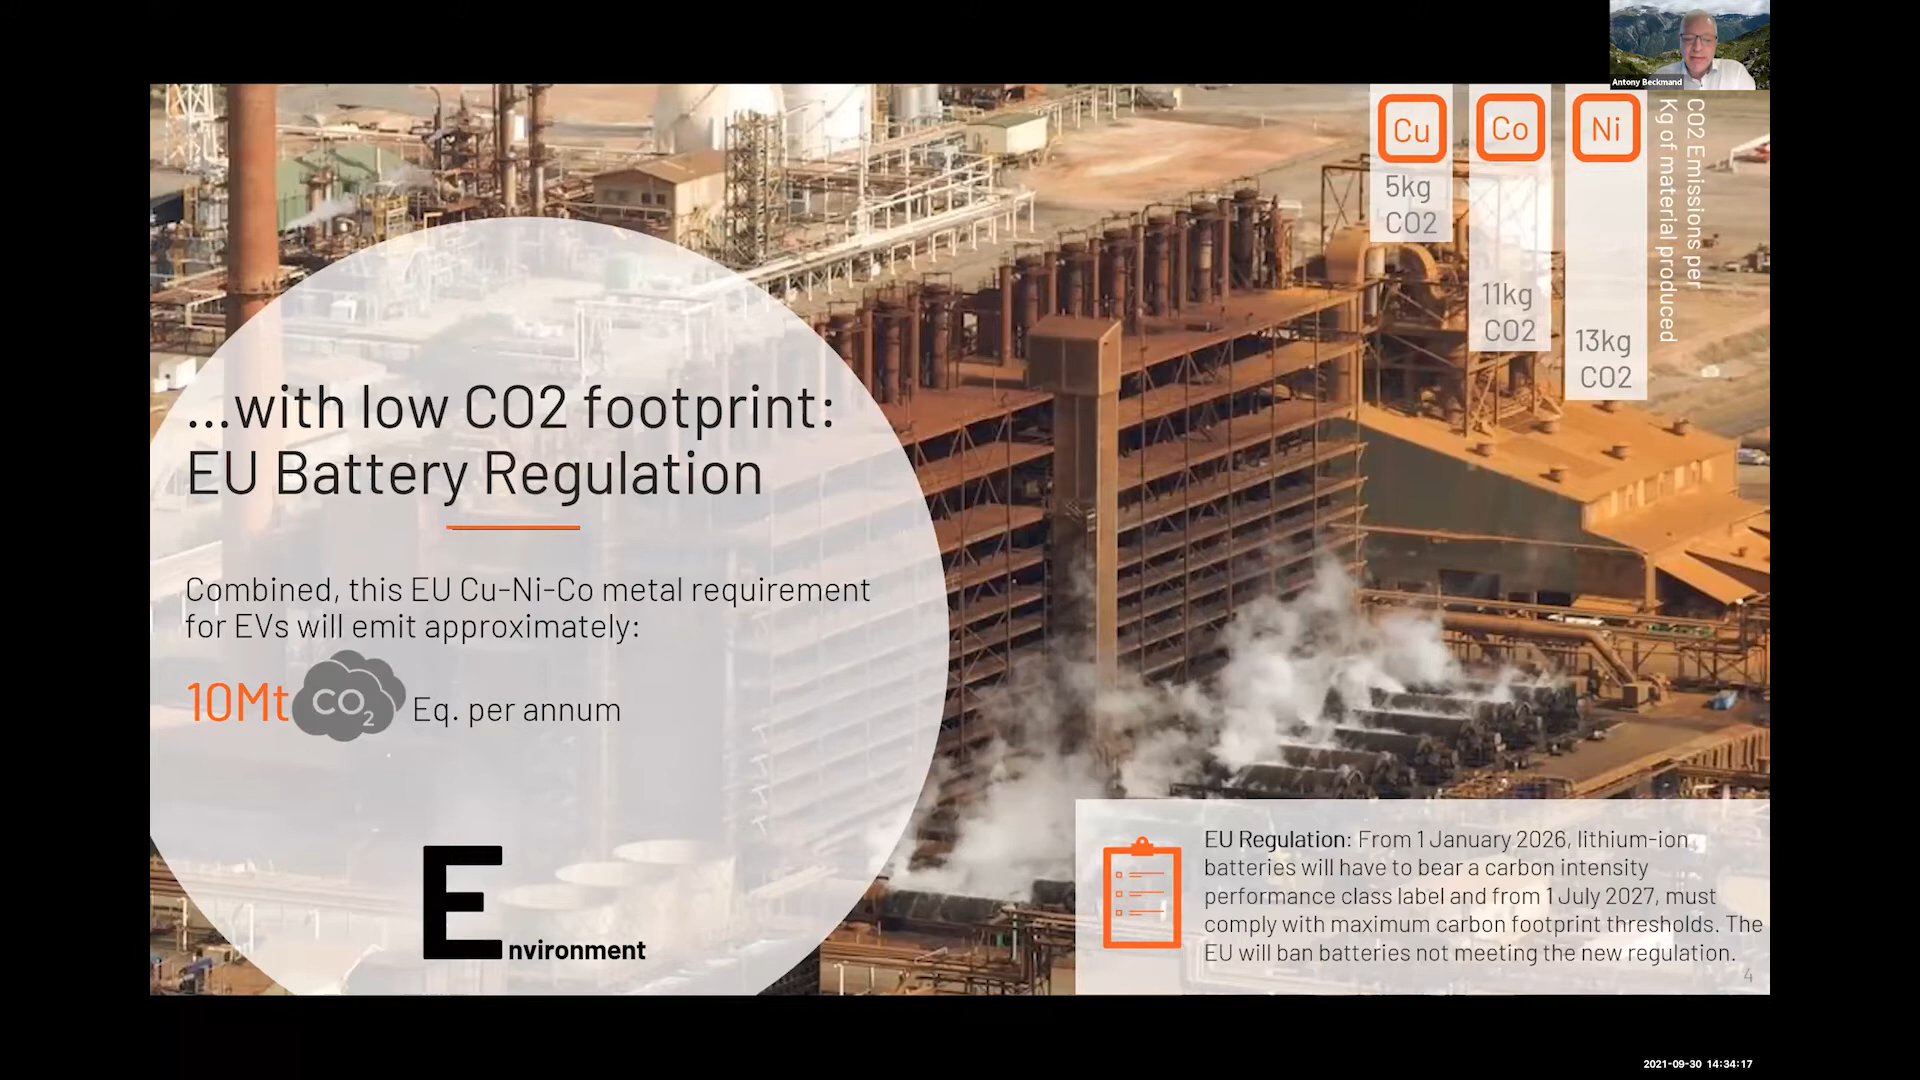 Antony Beckmand
Cu
Co
Ni
5kg
CO2
11kg
CO2
13kg
CO2
CO2 Emissions per
Kg of material produced
...with low CO2 footprint:
EU Battery Regulation
Combined, this EU Cu-Ni-Co metal requirement
for EVs will emit approximately:
10Mt CO2 Eq. per annum
Environment
EU Regulation: From 1 January 2026, lithium-ion
batteries will have to bear a carbon intensity
performance class label and from 1 July 2027, must
comply with maximum carbon footprint thresholds. The
EU will ban batteries not meeting the new regulation.
4
2021-09-30 14:34:17